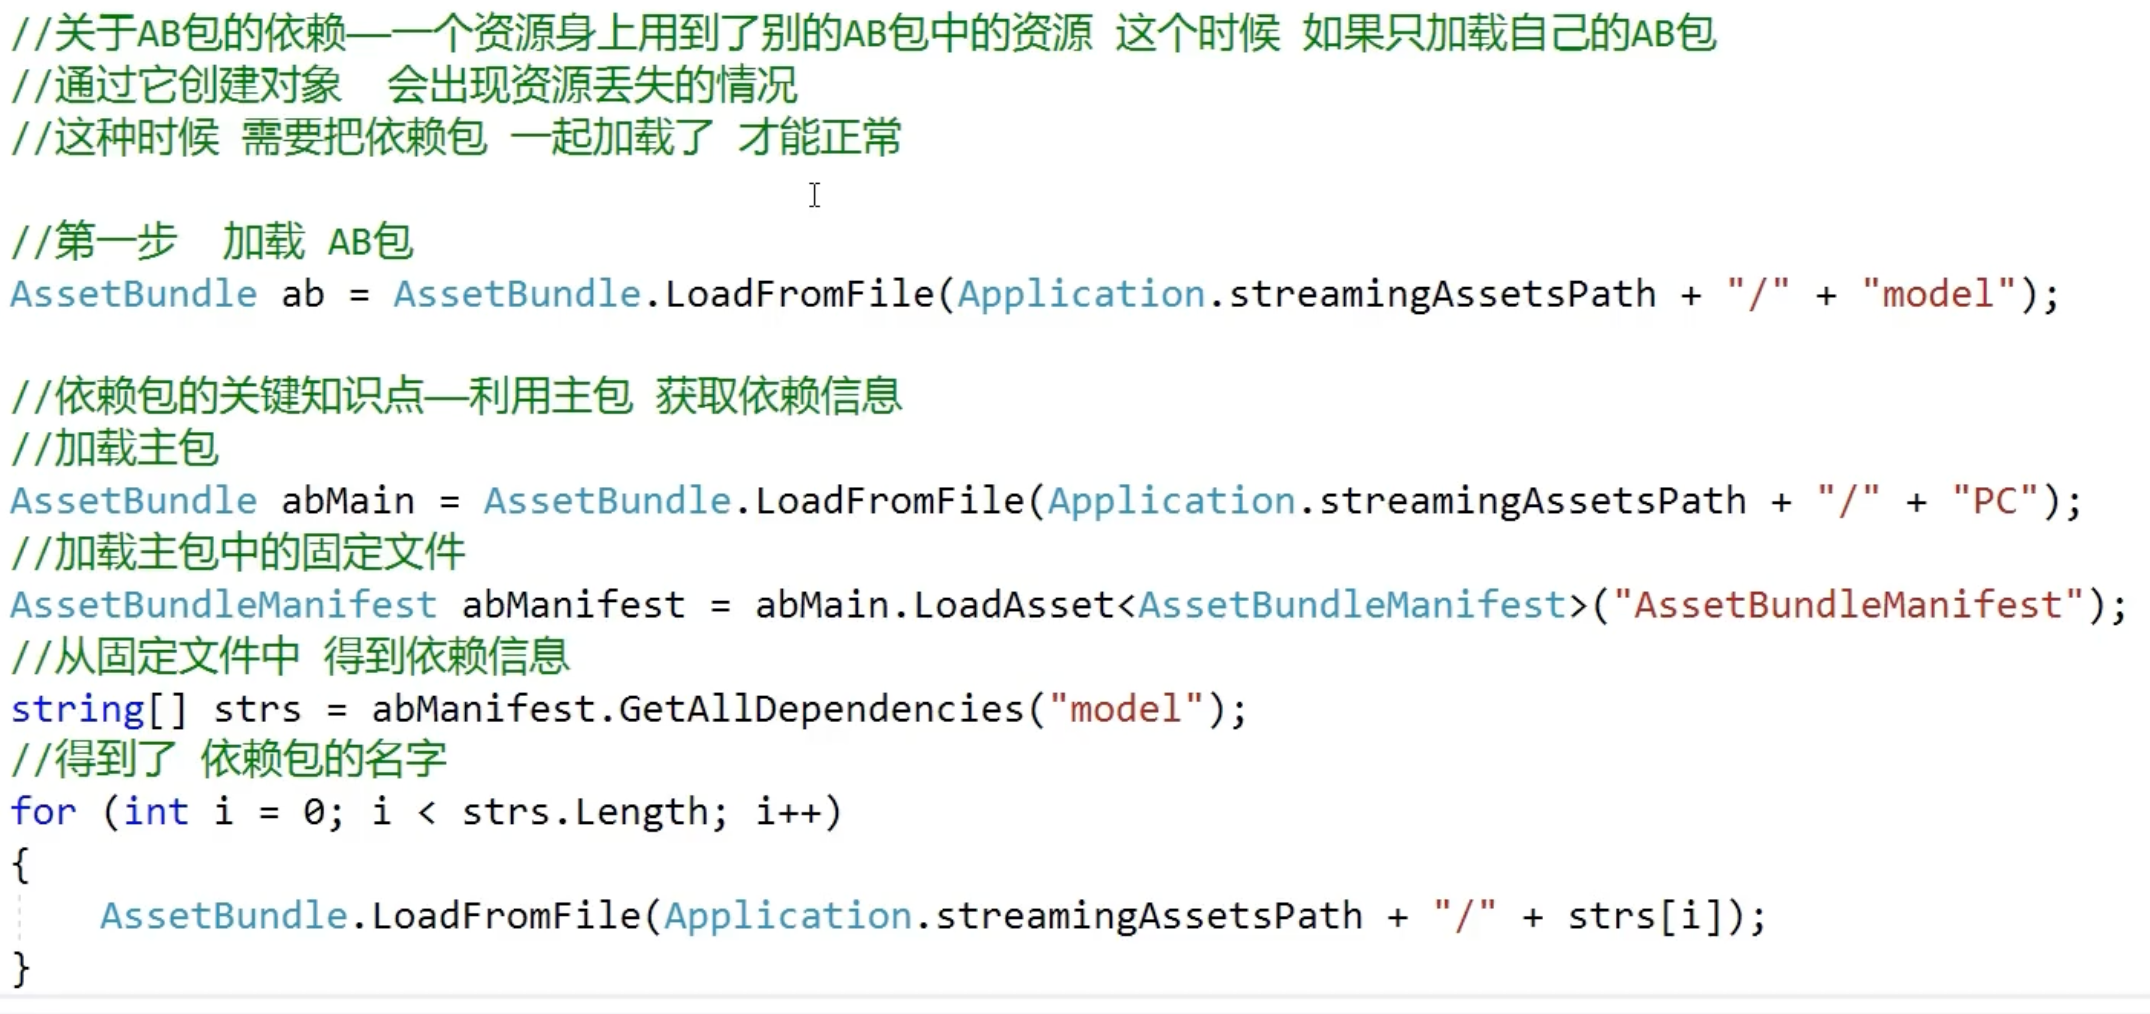 //关于AB包的依赖—一个资源身上用到了别的AB包中的资源 这个时候 如果只加载自己的AB包
//通过它创建对象  会出现资源丢失的情况
//这种时候 需要把依赖包 一起加载了 才能正常
//第一步  加载 AB包
AssetBundle ab = AssetBundle.LoadFromFile(Application.streamingAssetsPath + "/" + "model");
//依赖包的关键知识点—利用主包 获取依赖信息
//加载主包
AssetBundle abMain = AssetBundle.LoadFromFile(Application.streamingAssetsPath + "/" + "PC");
//加载主包中的固定文件
AssetBundleManifest abManifest = abMain.LoadAsset<AssetBundleManifest>("AssetBundleManifest");
//从固定文件中 得到依赖信息
string[] strs = abManifest.GetAllDependencies("model");
//得到了 依赖包的名字
for (int i = 0; i < strs.Length; i++)
{
    AssetBundle.LoadFromFile(Application.streamingAssetsPath + "/" + strs[i]);
}